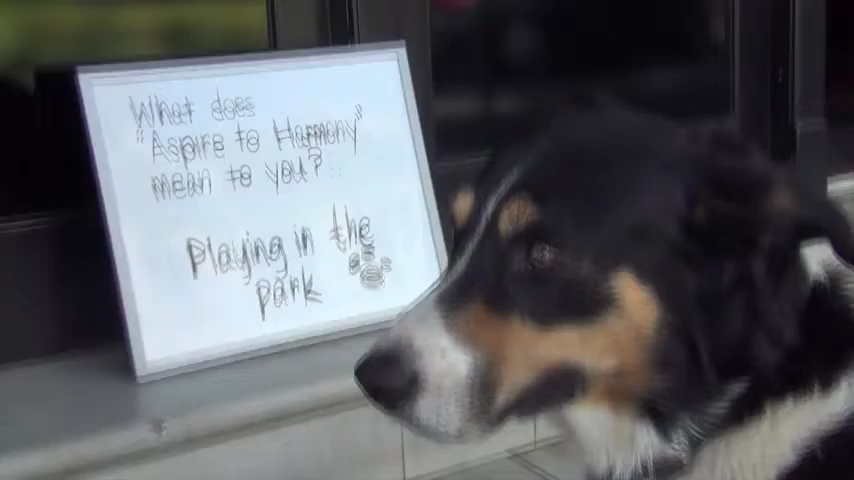 What does
"Aspire to Harmony"
mean to you?
Playing in the
park